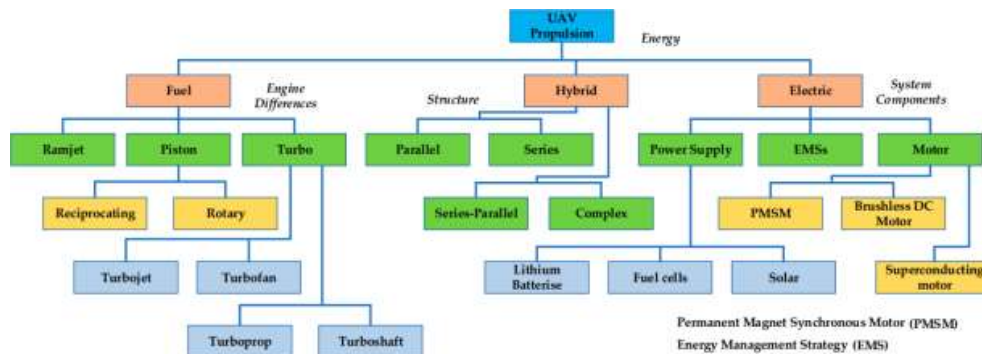 UAV
Propulsion
Energy
Fuel
Engine
Differences
Structure
Hybrid
Electric
System
Components
Ramjet
Piston
Turbo
Parallel
Series
Power Supply
EMSs
Motor
Reciprocating
Rotary
Series-Parallel
Complex
PMSM
Brushless DC
Motor
Turbojet
Turbofan
Lithium
Batterise
Fuel cells
Solar
Superconducting
motor
Turboprop
Turboshaft
Permanent Magnet Synchronous Motor (PMSM)
Energy Management Strategy (EMS)